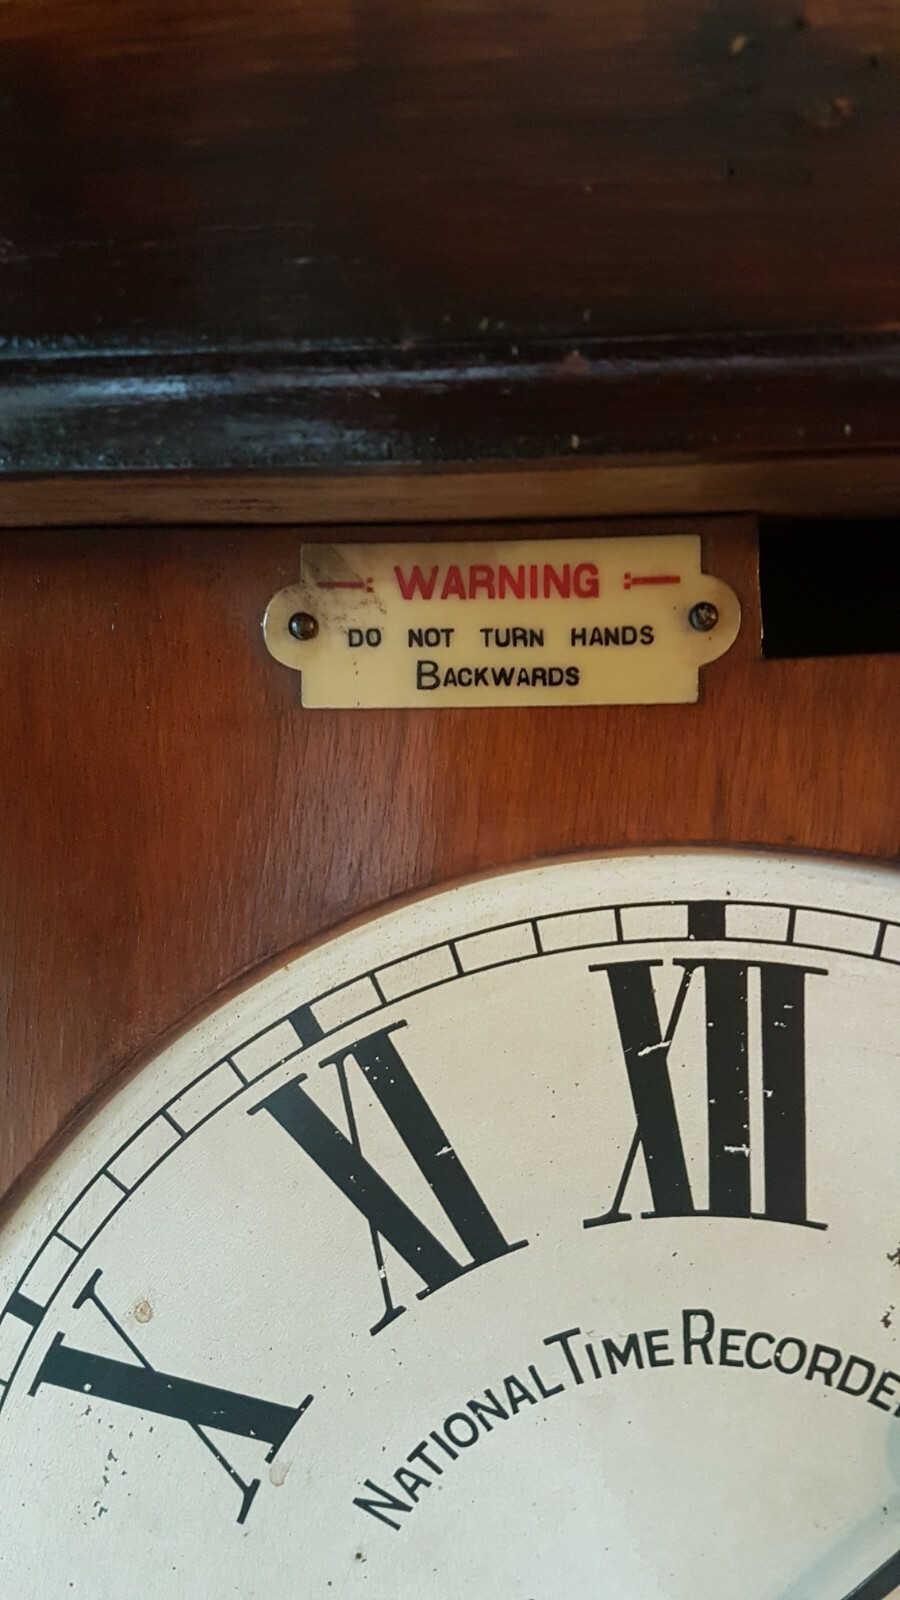 WARNING
DO NOT TURN HANDS
BACKWARDS
X
XI
XII
NATIONAL TIME RECORDE